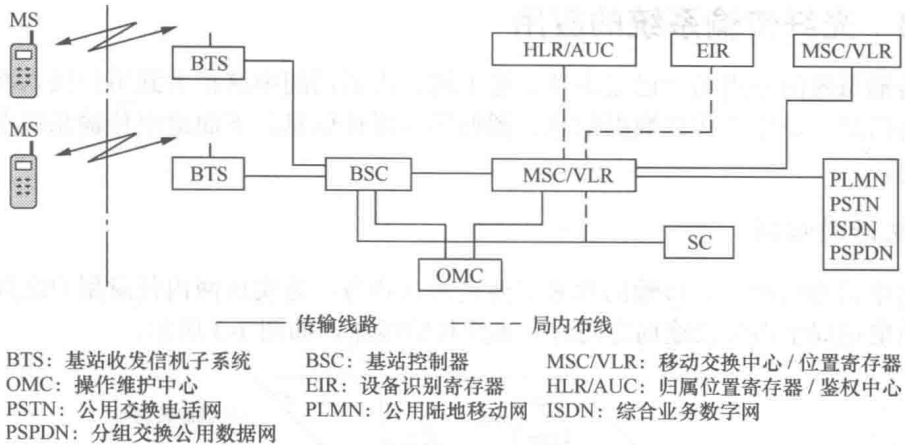 MS
BTS
HLR/AUC
EIR
MSC/VLR
MS
BTS
BSC
MSC/VLR
PLMN
PSTN
ISDN
PSPDN
SC
OMC
传输线路
局内布线
BTS：基站收发信机子系统 BSC：基站控制器 MSC/VLR：移动交换中心 / 位置寄存器
OMC：操作维护中心 EIR：设备识别寄存器 HLR/AUC：归属位置寄存器 / 鉴权中心
PSTN：公用交换电话网 PLMN：公用陆地移动网 ISDN：综合业务数字网
PSPDN：分组交换公用数据网